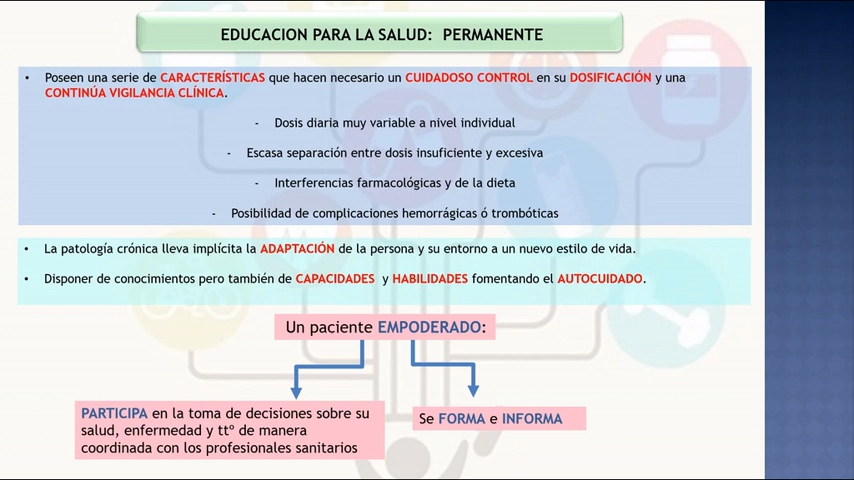 EDUCACION PARA LA SALUD: PERMANENTE
• Poseen una serie de CARACTERÍSTICAS que hacen necesario un CUIDADOSO CONTROL en su DOSIFICACIÓN y una
CONTINÚA VIGILANCIA CLÍNICA.
- Dosis diaria muy variable a nivel individual
- Escasa separación entre dosis insuficiente y excesiva
- Interferencias farmacológicas y de la dieta
- Posibilidad de complicaciones hemorrágicas ó trombóticas
• La patología crónica lleva implícita la ADAPTACIÓN de la persona y su entorno a un nuevo estilo de vida.
• Disponer de conocimientos pero también de CAPACIDADES y HABILIDADES fomentando el AUTOCUIDADO.
Un paciente EMPODERADO:
PARTICIPA en la toma de decisiones sobre su
salud, enfermedad y ttº de manera
coordinada con los profesionales sanitarios
Se FORMA e INFORMA